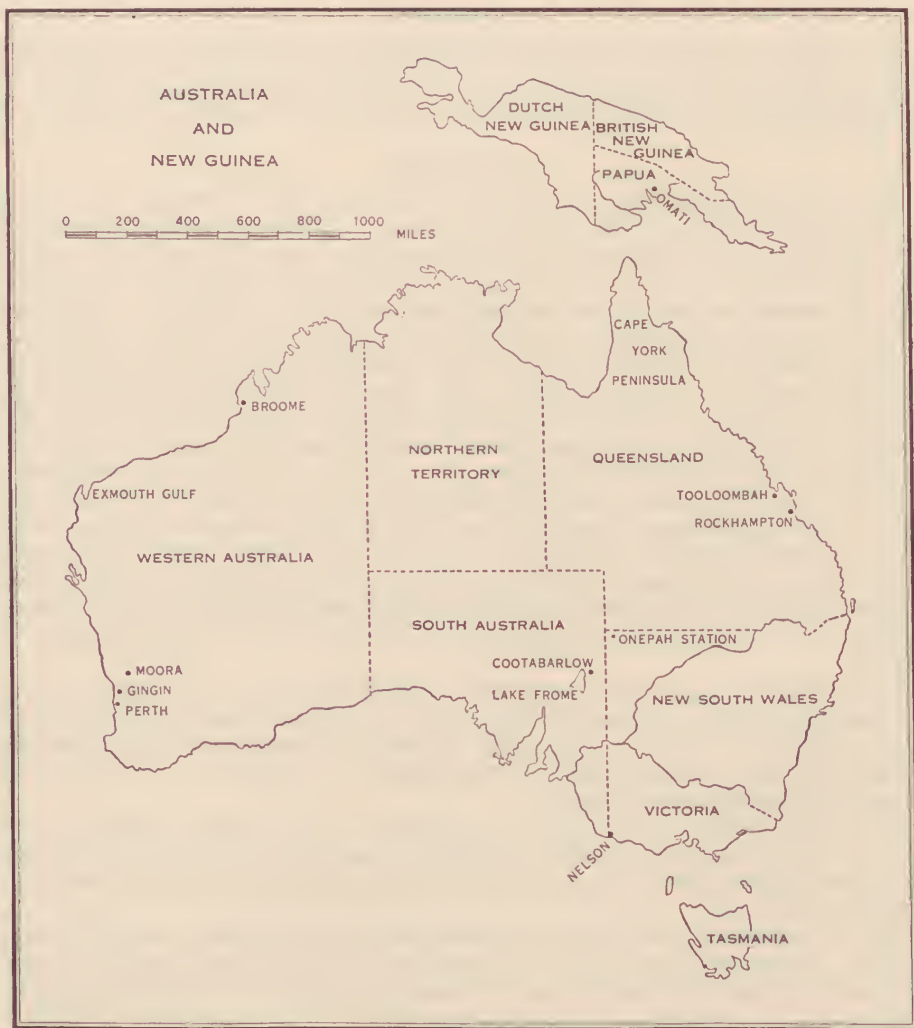 AUSTRALIA
AND
NEW GUINEA
0 200 400 600 800 1000
MILES
DUTCH
NEW GUINEA
BRITISH
NEW
GUINEA
PAPUA
OMATI
CAPE
YORK
PENINSULA
BROOME
NORTHERN
TERRITORY
QUEENSLAND
EXMOUTH GULF
TOOLOOMBAH
ROCKHAMPTON
WESTERN AUSTRALIA
SOUTH AUSTRALIA
ONEPAH STATION
COOTABARLOW
LAKE FROME
MOORA
GINGIN
PERTH
NEW SOUTH WALES
VICTORIA
NELSON
TASMANIA